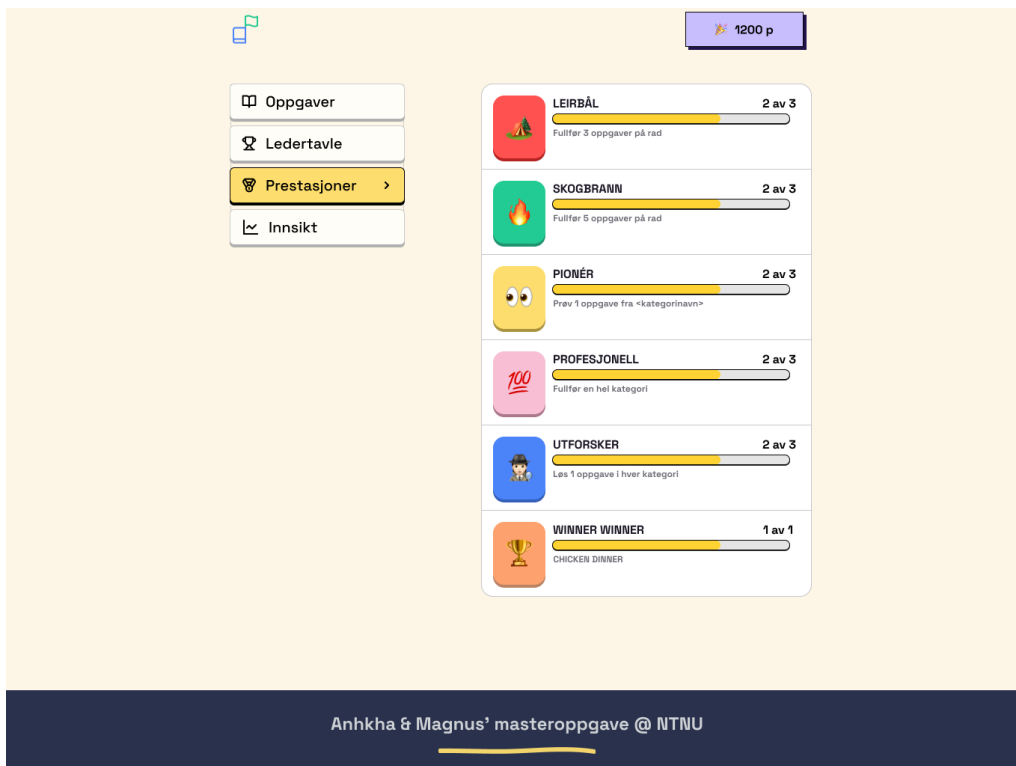 🎉 1200 p
Oppgaver
Ledertavle
Prestasjoner
Innsikt
LEIRBÅL 2 av 3
Fullfør 3 oppgaver på rad
SKOGBRANN 2 av 3
Fullfør 5 oppgaver på rad
PIONÉR 2 av 3
Prøv 1 oppgave fra <kategorinavn>
100
PROFESJONELL 2 av 3
Fullfør en hel kategori
UTFORSKER 2 av 3
Løs 1 oppgave i hver kategori
WINNER WINNER 1 av 1
CHICKEN DINNER
Anhkha & Magnus' masteroppgave @ NTNU